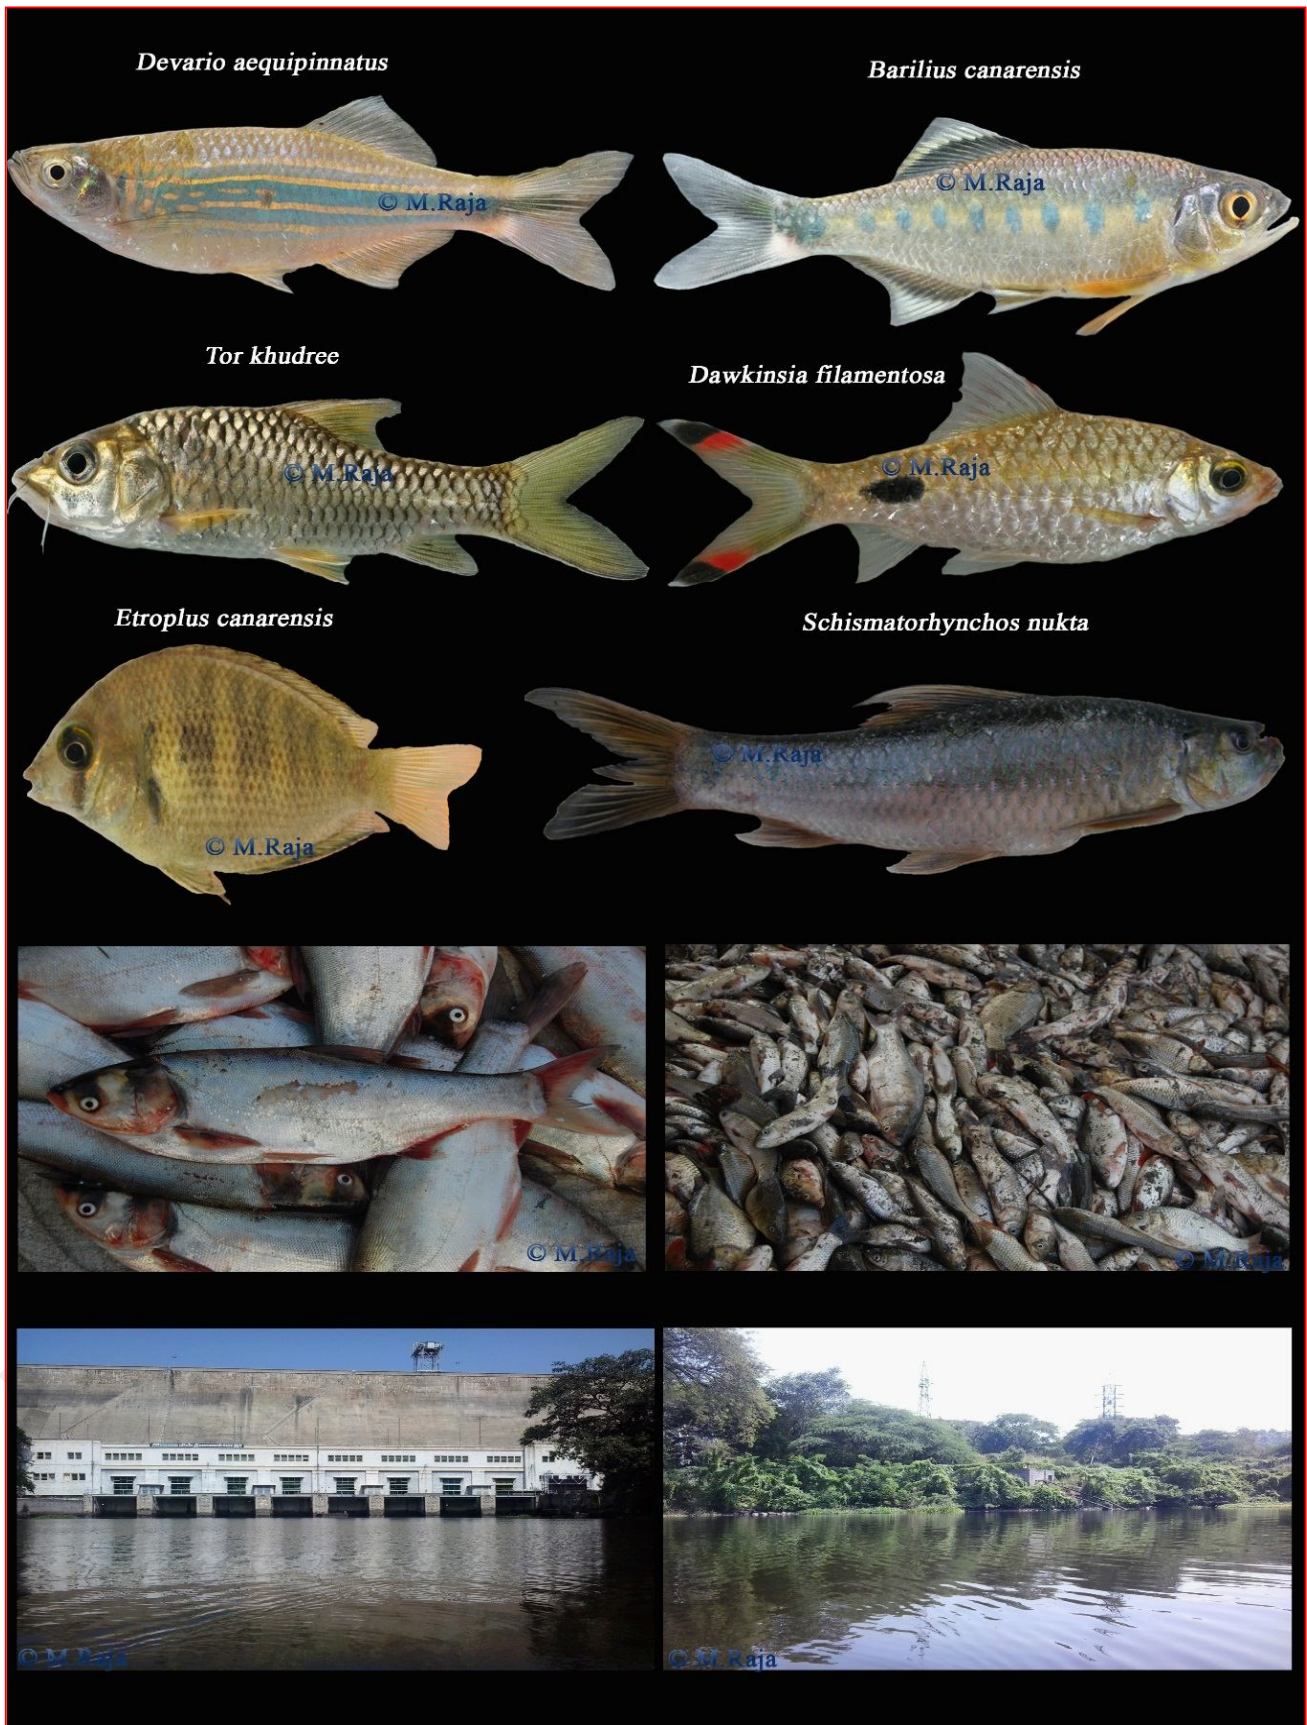 Devario aequipinnatus
Barilius canarensis
© M.Raja
© M.Raja
Tor khudree
Dawkinsia filamentosa
© M.Raja
© M.Raja
Etroplus canarensis
Schismatorhynchos nukta
© M.Raja
© M.Raja
© M.Raja
© M.Raja
© M.Raja
© M.Raja